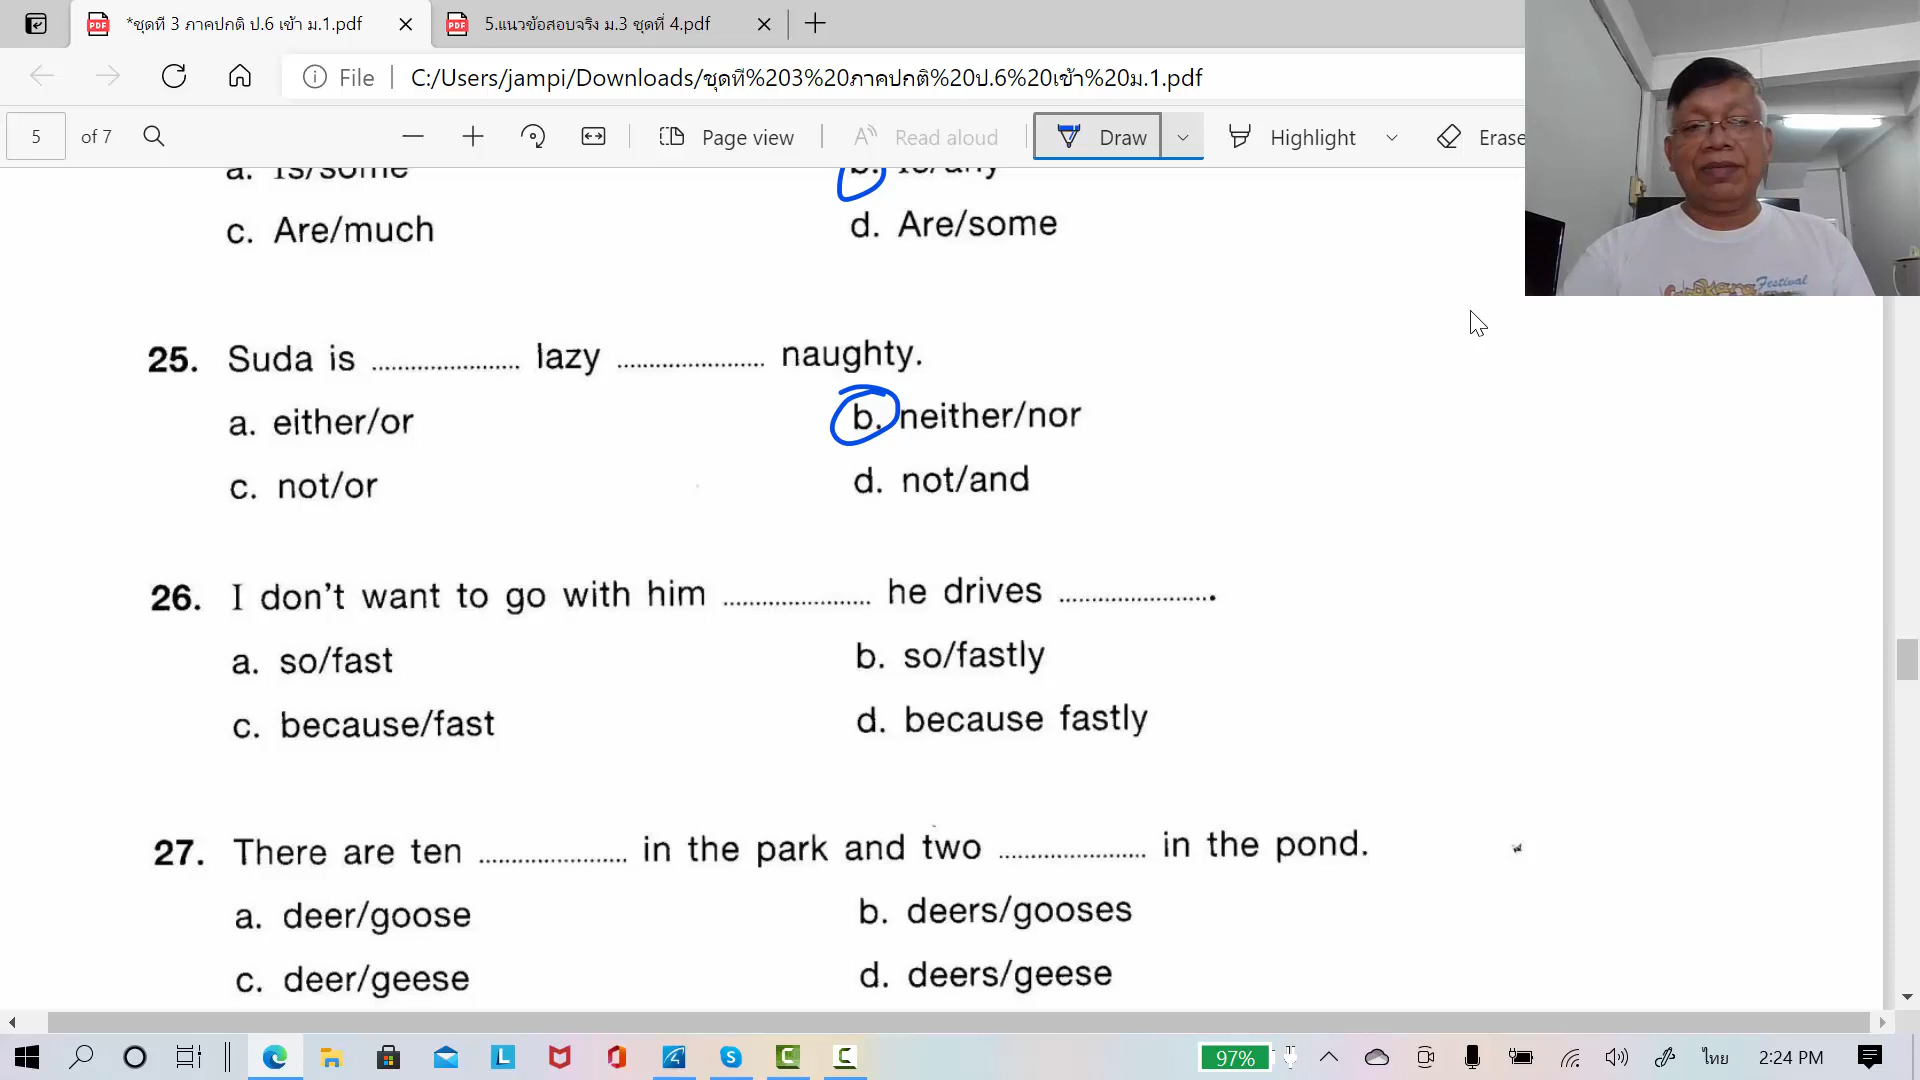 *ชุดที่ 3 ภาคปกติ ป.6 เข้า ม.1.pdf
5.แนวข้อสอบจริง ม.3 ชุดที่ 4.pdf
File
C:/Users/jampi/Downloads/ชุดที่%203%20ภาคปกติ%20ป.6%20เข้า%20ม.1.pdf
5 of 7
Page view
Read aloud
Draw
Highlight
Erase
a. Is/some
b. Is/any
c. Are/much
d. Are/some
25. Suda is .................... lazy .................... naughty.
a. either/or
b. neither/nor
c. not/or
d. not/and
26. I don't want to go with him .................... he drives .....................
a. so/fast
b. so/fastly
c. because/fast
d. because fastly
27. There are ten .................... in the park and two .................... in the pond.
a. deer/goose
b. deers/gooses
c. deer/geese
d. deers/geese
Festival
97%
ไทย
2:24 PM